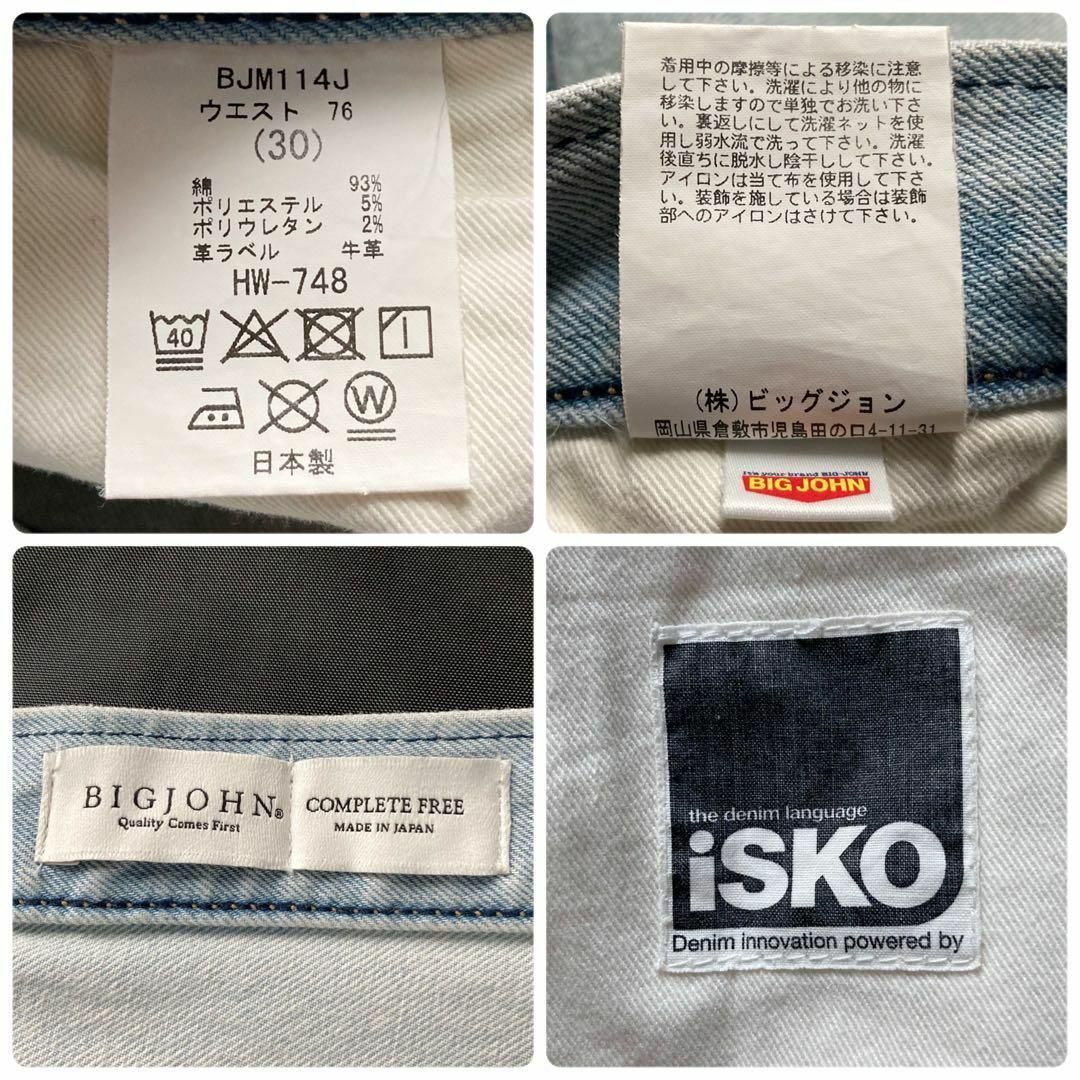 BJM114J
ウエスト 76
(30)
綿 93%
ポリエステル 5%
ポリウレタン 2%
革ラベル 牛革
HW-748
40
W
日本製
着用中の摩擦等による移染に注意
して下さい。洗濯により他の物に
移染しますので単独でお洗い下さ
い。裏返しにして洗濯ネットを使
用し弱水流で洗って下さい。洗濯
後直ちに脱水し陰干しして下さい。
アイロンは当て布を使用して下さ
い。装飾を施している場合は装飾
部へのアイロンはさけて下さい。
(株)ビッグジョン
岡山県倉敷市児島田の口4-11-31
It's your brand BIG-JOHN
BIG JOHN
BIGJOHN®
Quality Comes First
COMPLETE FREE
MADE IN JAPAN
the denim language
iSKO
Denim innovation powered by